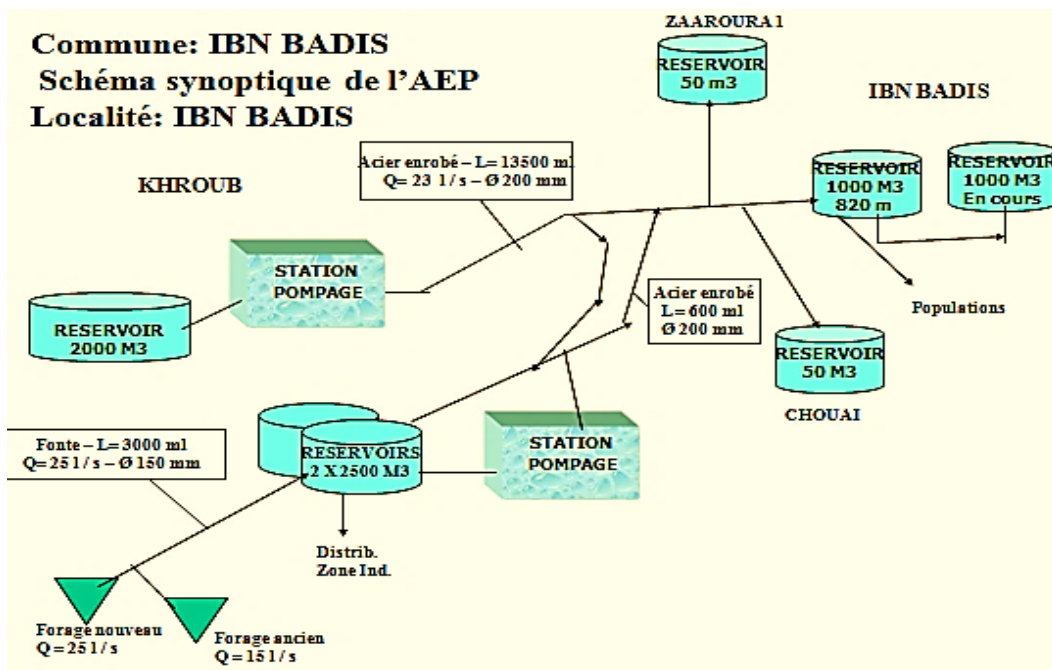 Commune: IBN BADIS
Schéma synoptique de l'AEP
Localité: IBN BADIS
ZAAROURA 1
RESERVOIR
50 m3
IBN BADIS
RESERVOIR
1000 M3
820 m
RESERVOIR
1000 M3
En cours
Acier enrobé – L= 13500 ml
Q= 23 l / s – Ø 200 mm
KHROUB
STATION
POMPAGE
RESERVOIR
2000 M3
Acier enrobé
L= 600 ml
Ø 200 mm
Populations
RESERVOIR
50 M3
CHOUAI
Fonte – L= 3000 ml
Q= 25 l / s – Ø 150 mm
RESERVOIRS
2 X 2500 M3
STATION
POMPAGE
Distrib.
Zone Ind.
Forage nouveau
Q = 25 l / s
Forage ancien
Q = 15 l / s